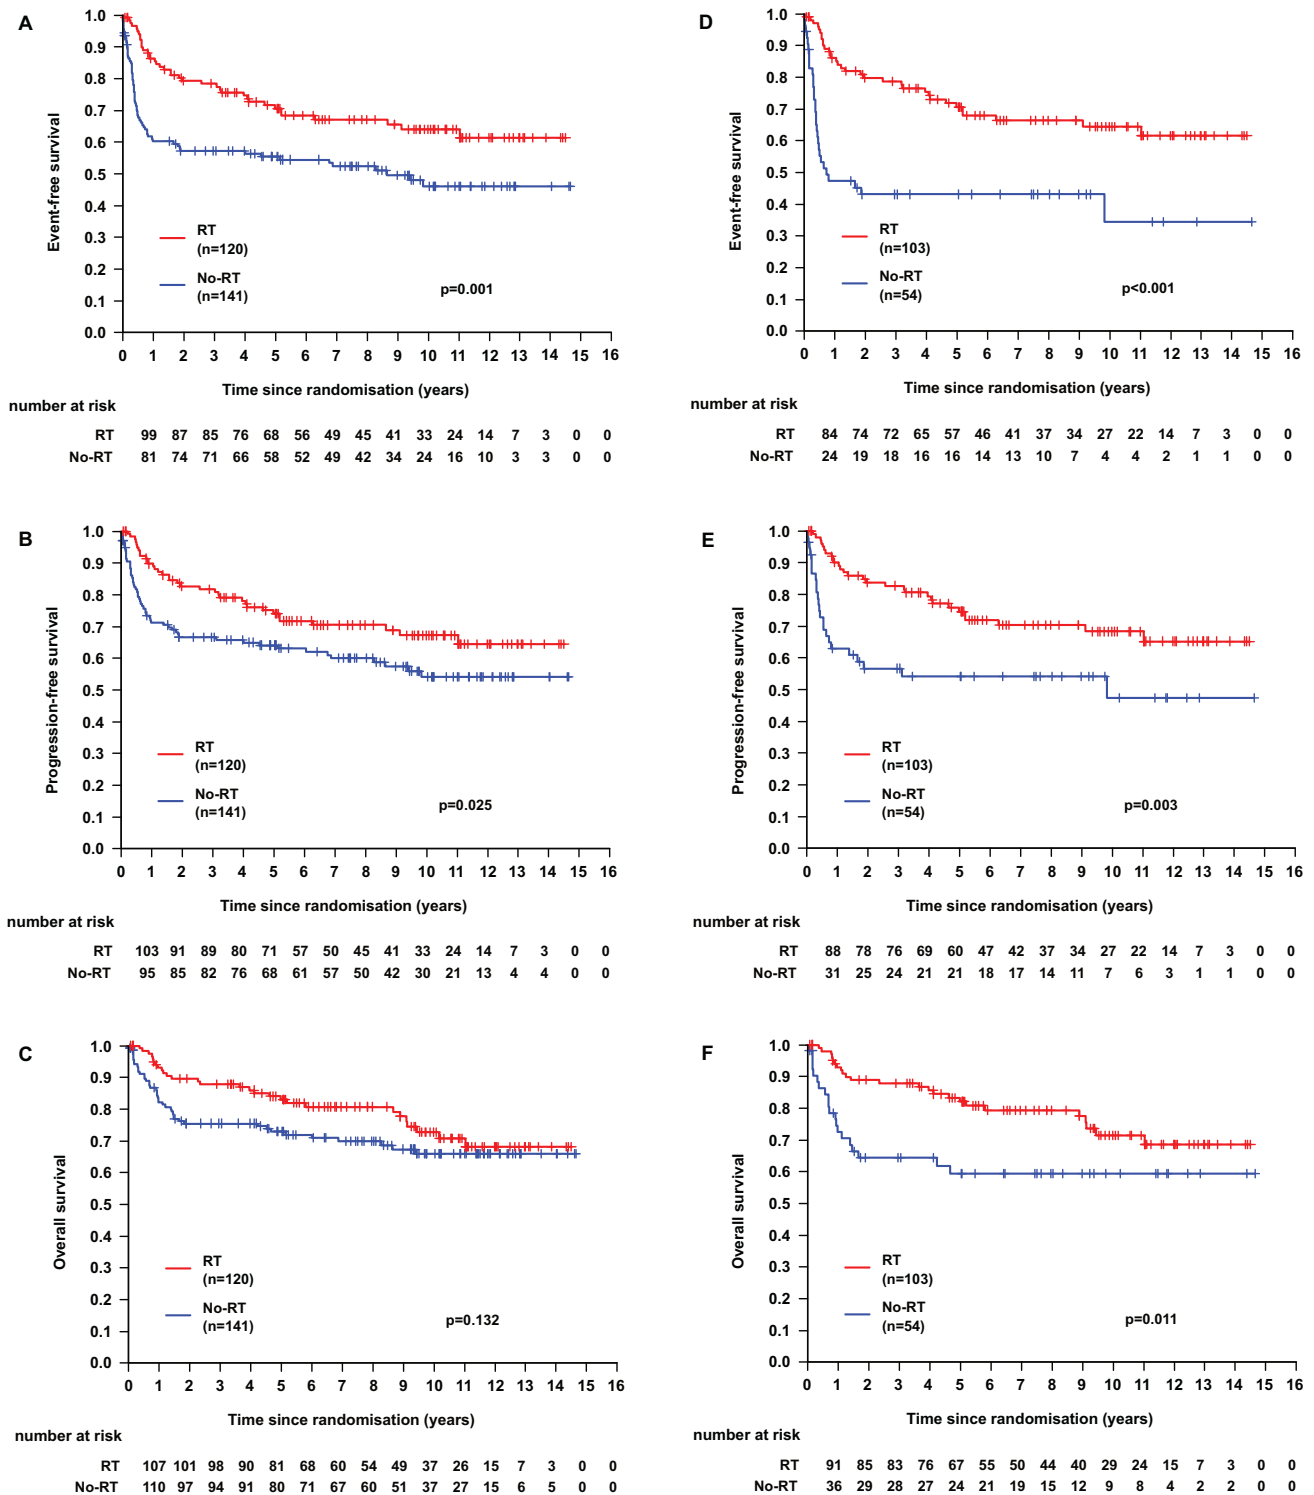 A
1.0
0.9
0.8
0.7
0.6
0.5
0.4
0.3
0.2
0.1
0.0
Event-free survival
RT
(n=120)
No-RT
(n=141)
p=0.001
0 1 2 3 4 5 6 7 8 9 10 11 12 13 14 15 16
Time since randomisation (years)
number at risk
RT 99 87 85 76 68 56 49 45 41 33 24 14 7 3 0 0
No-RT 81 74 71 66 58 52 49 42 34 24 16 10 3 3 0 0
D
1.0
0.9
0.8
0.7
0.6
0.5
0.4
0.3
0.2
0.1
0.0
Event-free survival
RT
(n=103)
No-RT
(n=54)
p<0.001
0 1 2 3 4 5 6 7 8 9 10 11 12 13 14 15 16
Time since randomisation (years)
number at risk
RT 84 74 72 65 57 46 41 37 34 27 22 14 7 3 0 0
No-RT 24 19 18 16 16 14 13 10 7 4 4 2 1 1 0 0
B
1.0
0.9
0.8
0.7
0.6
0.5
0.4
0.3
0.2
0.1
0.0
Progression-free survival
RT
(n=120)
No-RT
(n=141)
p=0.025
0 1 2 3 4 5 6 7 8 9 10 11 12 13 14 15 16
Time since randomisation (years)
number at risk
RT 103 91 89 80 71 57 50 45 41 33 24 14 7 3 0 0
No-RT 95 85 82 76 68 61 57 50 42 30 21 13 4 4 0 0
E
1.0
0.9
0.8
0.7
0.6
0.5
0.4
0.3
0.2
0.1
0.0
Progression-free survival
RT
(n=103)
No-RT
(n=54)
p=0.003
0 1 2 3 4 5 6 7 8 9 10 11 12 13 14 15 16
Time since randomisation (years)
number at risk
RT 88 78 76 69 60 47 42 37 34 27 22 14 7 3 0 0
No-RT 31 25 24 21 21 18 17 14 11 7 6 3 1 1 0 0
C
1.0
0.9
0.8
0.7
0.6
0.5
0.4
0.3
0.2
0.1
0.0
Overall survival
RT
(n=120)
No-RT
(n=141)
p=0.132
0 1 2 3 4 5 6 7 8 9 10 11 12 13 14 15 16
Time since randomisation (years)
number at risk
RT 107 101 98 90 81 68 60 54 49 37 26 15 7 3 0 0
No-RT 110 97 94 91 80 71 67 60 51 37 27 15 6 5 0 0
F
1.0
0.9
0.8
0.7
0.6
0.5
0.4
0.3
0.2
0.1
0.0
Overall survival
RT
(n=103)
No-RT
(n=54)
p=0.011
0 1 2 3 4 5 6 7 8 9 10 11 12 13 14 15 16
Time since randomisation (years)
number at risk
RT 91 85 83 76 67 55 50 44 40 29 24 15 7 3 0 0
No-RT 36 29 28 27 24 21 19 15 12 9 8 4 2 2 0 0